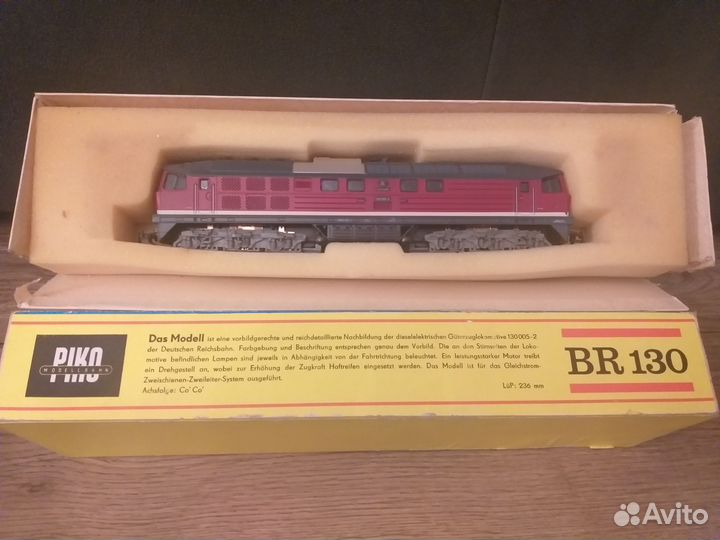 PIKO
MODELLBAHN
Das Modell ist eine vorbildgerechte und reichdetaillierte Nachbildung der dieselelektrischen Güterzuglokomotive 130005-2
der Deutschen Reichsbahn. Farbgebung und Beschriftung entsprechen genau dem Vorbild. Die an den Stirnseiten der Loko-
motive befindlichen Lampen sind jeweils in Abhängigkeit von der Fahrtrichtung beleuchtet. Ein leistungsstarker Motor treibt
ein Drehgestell an, wobei zur Erhöhung der Zugkraft Haftreifen eingesetzt werden. Das Modell ist für das Gleichstrom-
Zweischienen-Zweileiter-System ausgeführt.
Achsfolge: Co' Co'
LüP: 236 mm
BR 130
Avito